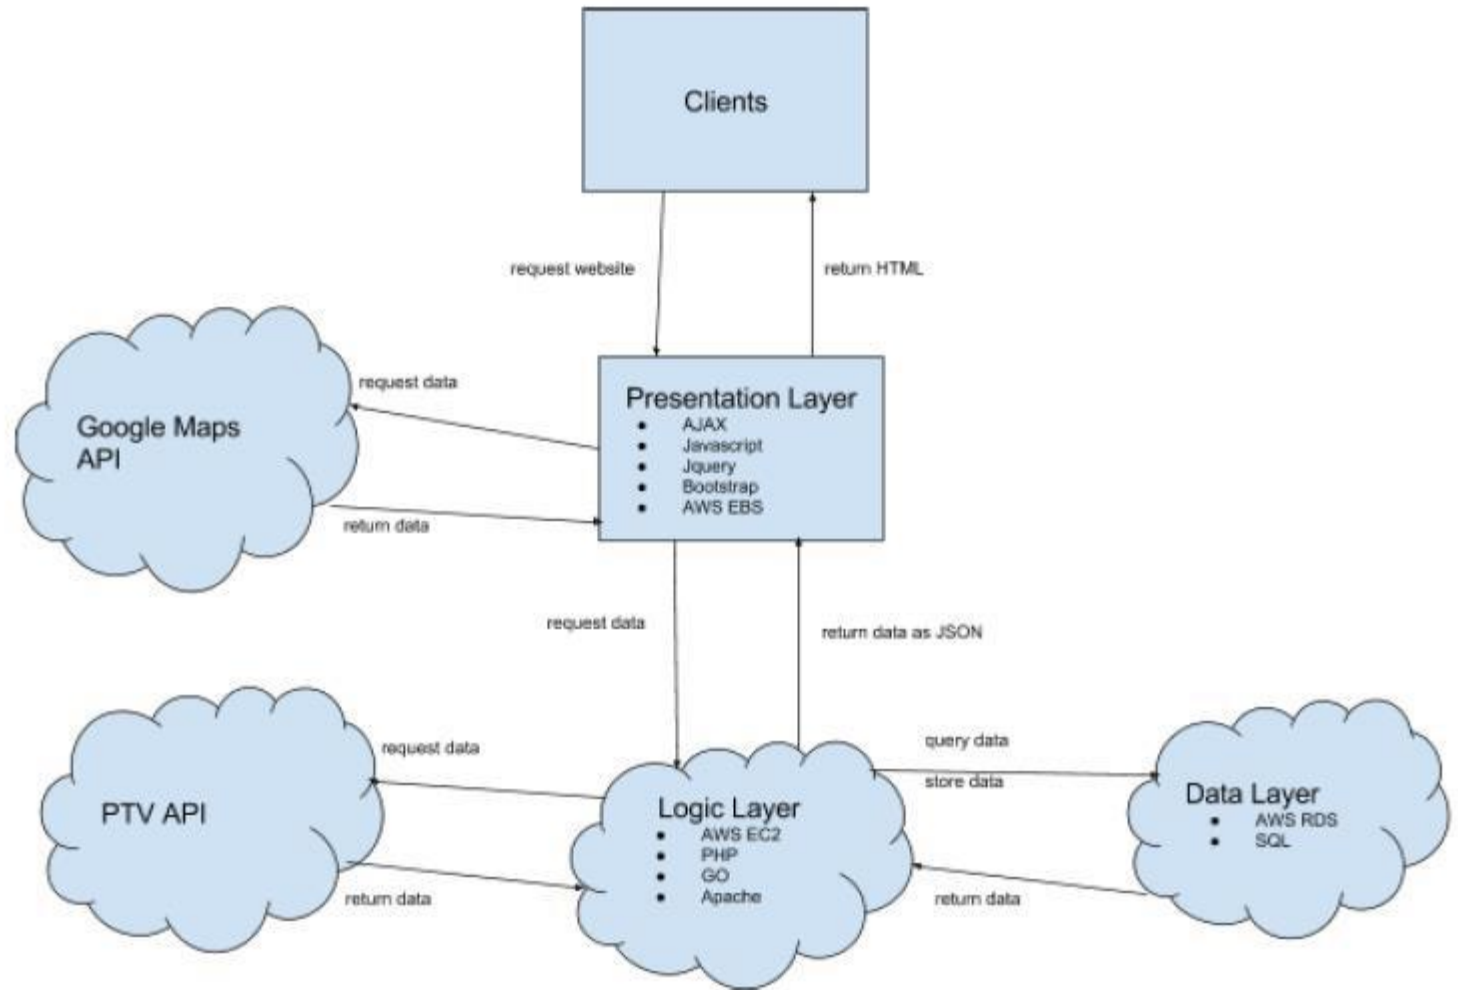 Clients
request website
return HTML
request data
Google Maps
API
return data
Presentation Layer
● AJAX
● Javascript
● Jquery
● Bootstrap
● AWS EBS
request data
return data as JSON
request data
PTV API
return data
Logic Layer
● AWS EC2
● PHP
● GO
● Apache
query data
store data
return data
Data Layer
● AWS RDS
● SQL